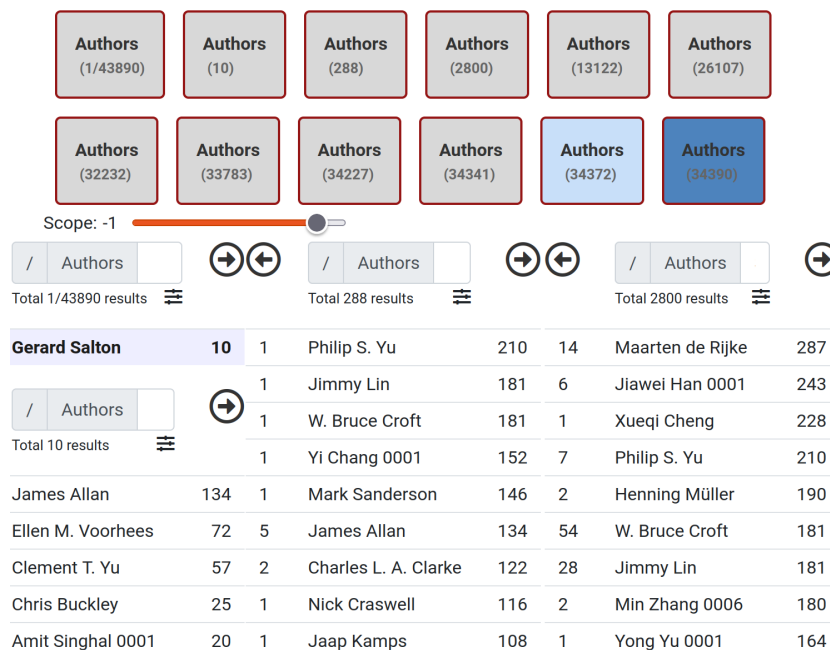 Authors Authors Authors Authors Authors Authors
(1/43890) (10) (288) (2800) (13122) (26107)
Authors Authors Authors Authors Authors Authors
(32232) (33783) (34227) (34341) (34372) (34390)
Scope: -1
/ Authors / Authors / Authors
Total 1/43890 results Total 288 results Total 2800 results
Gerard Salton 10 1 Philip S. Yu 210 14 Maarten de Rijke 287
1 Jimmy Lin 181 6 Jiawei Han 0001 243
/ Authors 1 W. Bruce Croft 181 1 Xueqi Cheng 228
Total 10 results 1 Yi Chang 0001 152 7 Philip S. Yu 210
James Allan 134 1 Mark Sanderson 146 2 Henning Müller 190
Ellen M. Voorhees 72 5 James Allan 134 54 W. Bruce Croft 181
Clement T. Yu 57 2 Charles L. A. Clarke 122 28 Jimmy Lin 181
Chris Buckley 25 1 Nick Craswell 116 2 Min Zhang 0006 180
Amit Singhal 0001 20 1 Jaap Kamps 108 1 Yong Yu 0001 164